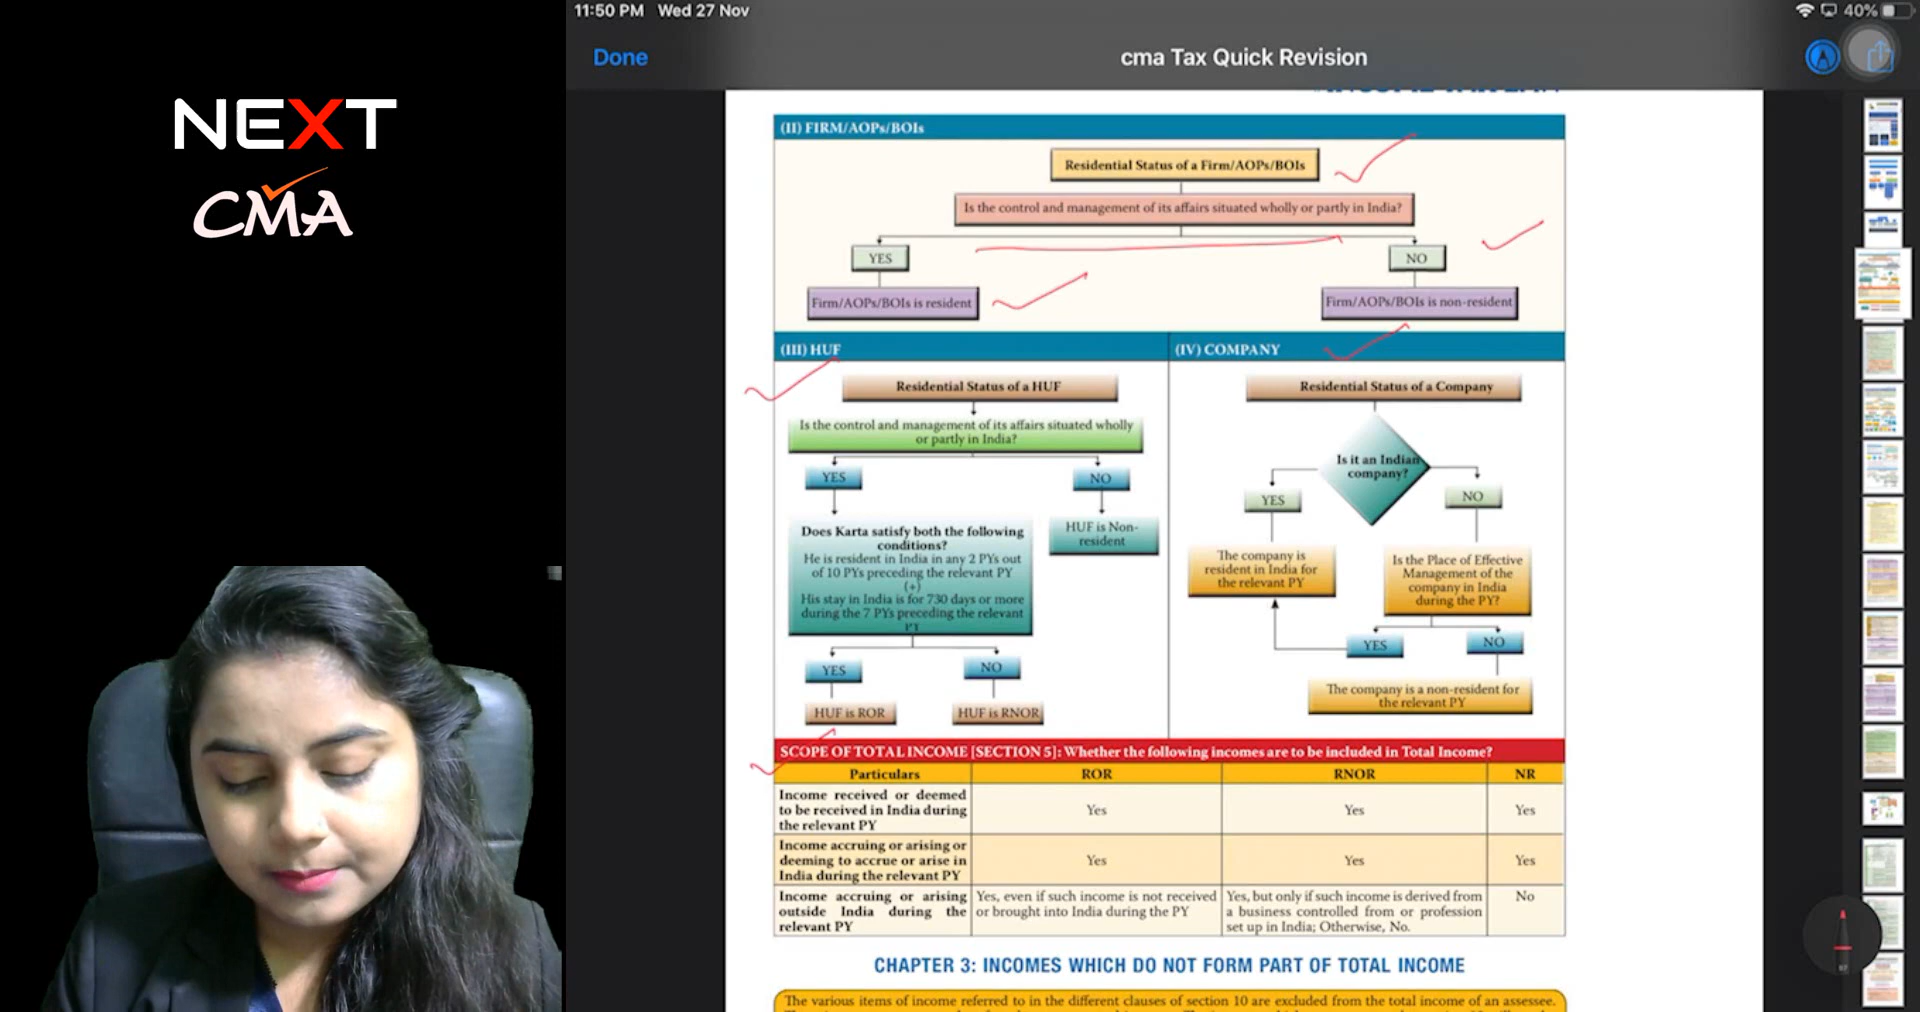 11:50 PM Wed 27 Nov
40%
Done
cma Tax Quick Revision
NEXT
CMA
(II) FIRM/AOPs/BOIs
Residential Status of a Firm/AOPs/BOIs
Is the control and management of its affairs situated wholly or partly in India?
YES
NO
Firm/AOPs/BOIs is resident
Firm/AOPs/BOIs is non-resident
(III) HUF
Residential Status of a HUF
Is the control and management of its affairs situated wholly
or partly in India?
YES
NO
Does Karta satisfy both the following
conditions?
He is resident in India in any 2 PYs out
of 10 PYs preceding the relevant PY
(+)
His stay in India is for 730 days or more
during the 7 PYs preceding the relevant
PY
HUF is Non-
resident
YES
NO
HUF is ROR
HUF is RNOR
(IV) COMPANY
Residential Status of a Company
Is it an Indian
company?
YES
NO
The company is
resident in India for
the relevant PY
Is the Place of Effective
Management of the
company in India
during the PY?
YES
NO
The company is a non-resident for
the relevant PY
SCOPE OF TOTAL INCOME [SECTION 5]: Whether the following incomes are to be included in Total Income?
Particulars ROR RNOR NR
Income received or deemed
to be received in India during
the relevant PY
Yes
Yes
Yes
Income accruing or arising or
deeming to accrue or arise in
India during the relevant PY
Yes
Yes
Yes
Income accruing or arising
outside India during the
relevant PY
Yes, even if such income is not received
or brought into India during the PY
Yes, but only if such income is derived from
a business controlled from or profession
set up in India; Otherwise, No.
No
CHAPTER 3: INCOMES WHICH DO NOT FORM PART OF TOTAL INCOME
The various items of income referred to in the different clauses of section 10 are excluded from the total income of an assessee.